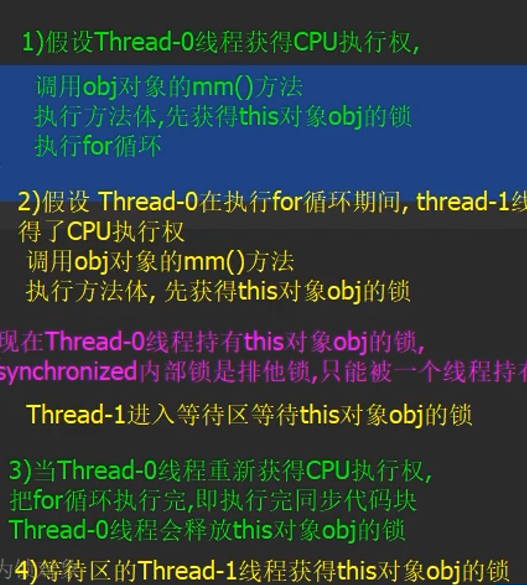 1)假设Thread-0线程获得CPU执行权,
调用obj对象的mm()方法
执行方法体,先获得this对象obj的锁
执行for循环
2)假设 Thread-0在执行for循环期间, thread-1线
得了CPU执行权
调用obj对象的mm()方法
执行方法体, 先获得this对象obj的锁
现在Thread-0线程持有this对象obj的锁,
synchronized内部锁是排他锁,只能被一个线程持有
Thread-1进入等待区等待this对象obj的锁
3)当Thread-0线程重新获得CPU执行权,
把for循环执行完,即执行完同步代码块
Thread-0线程会释放this对象obj的锁
4)等待区的Thread-1线程获得this对象obj的锁